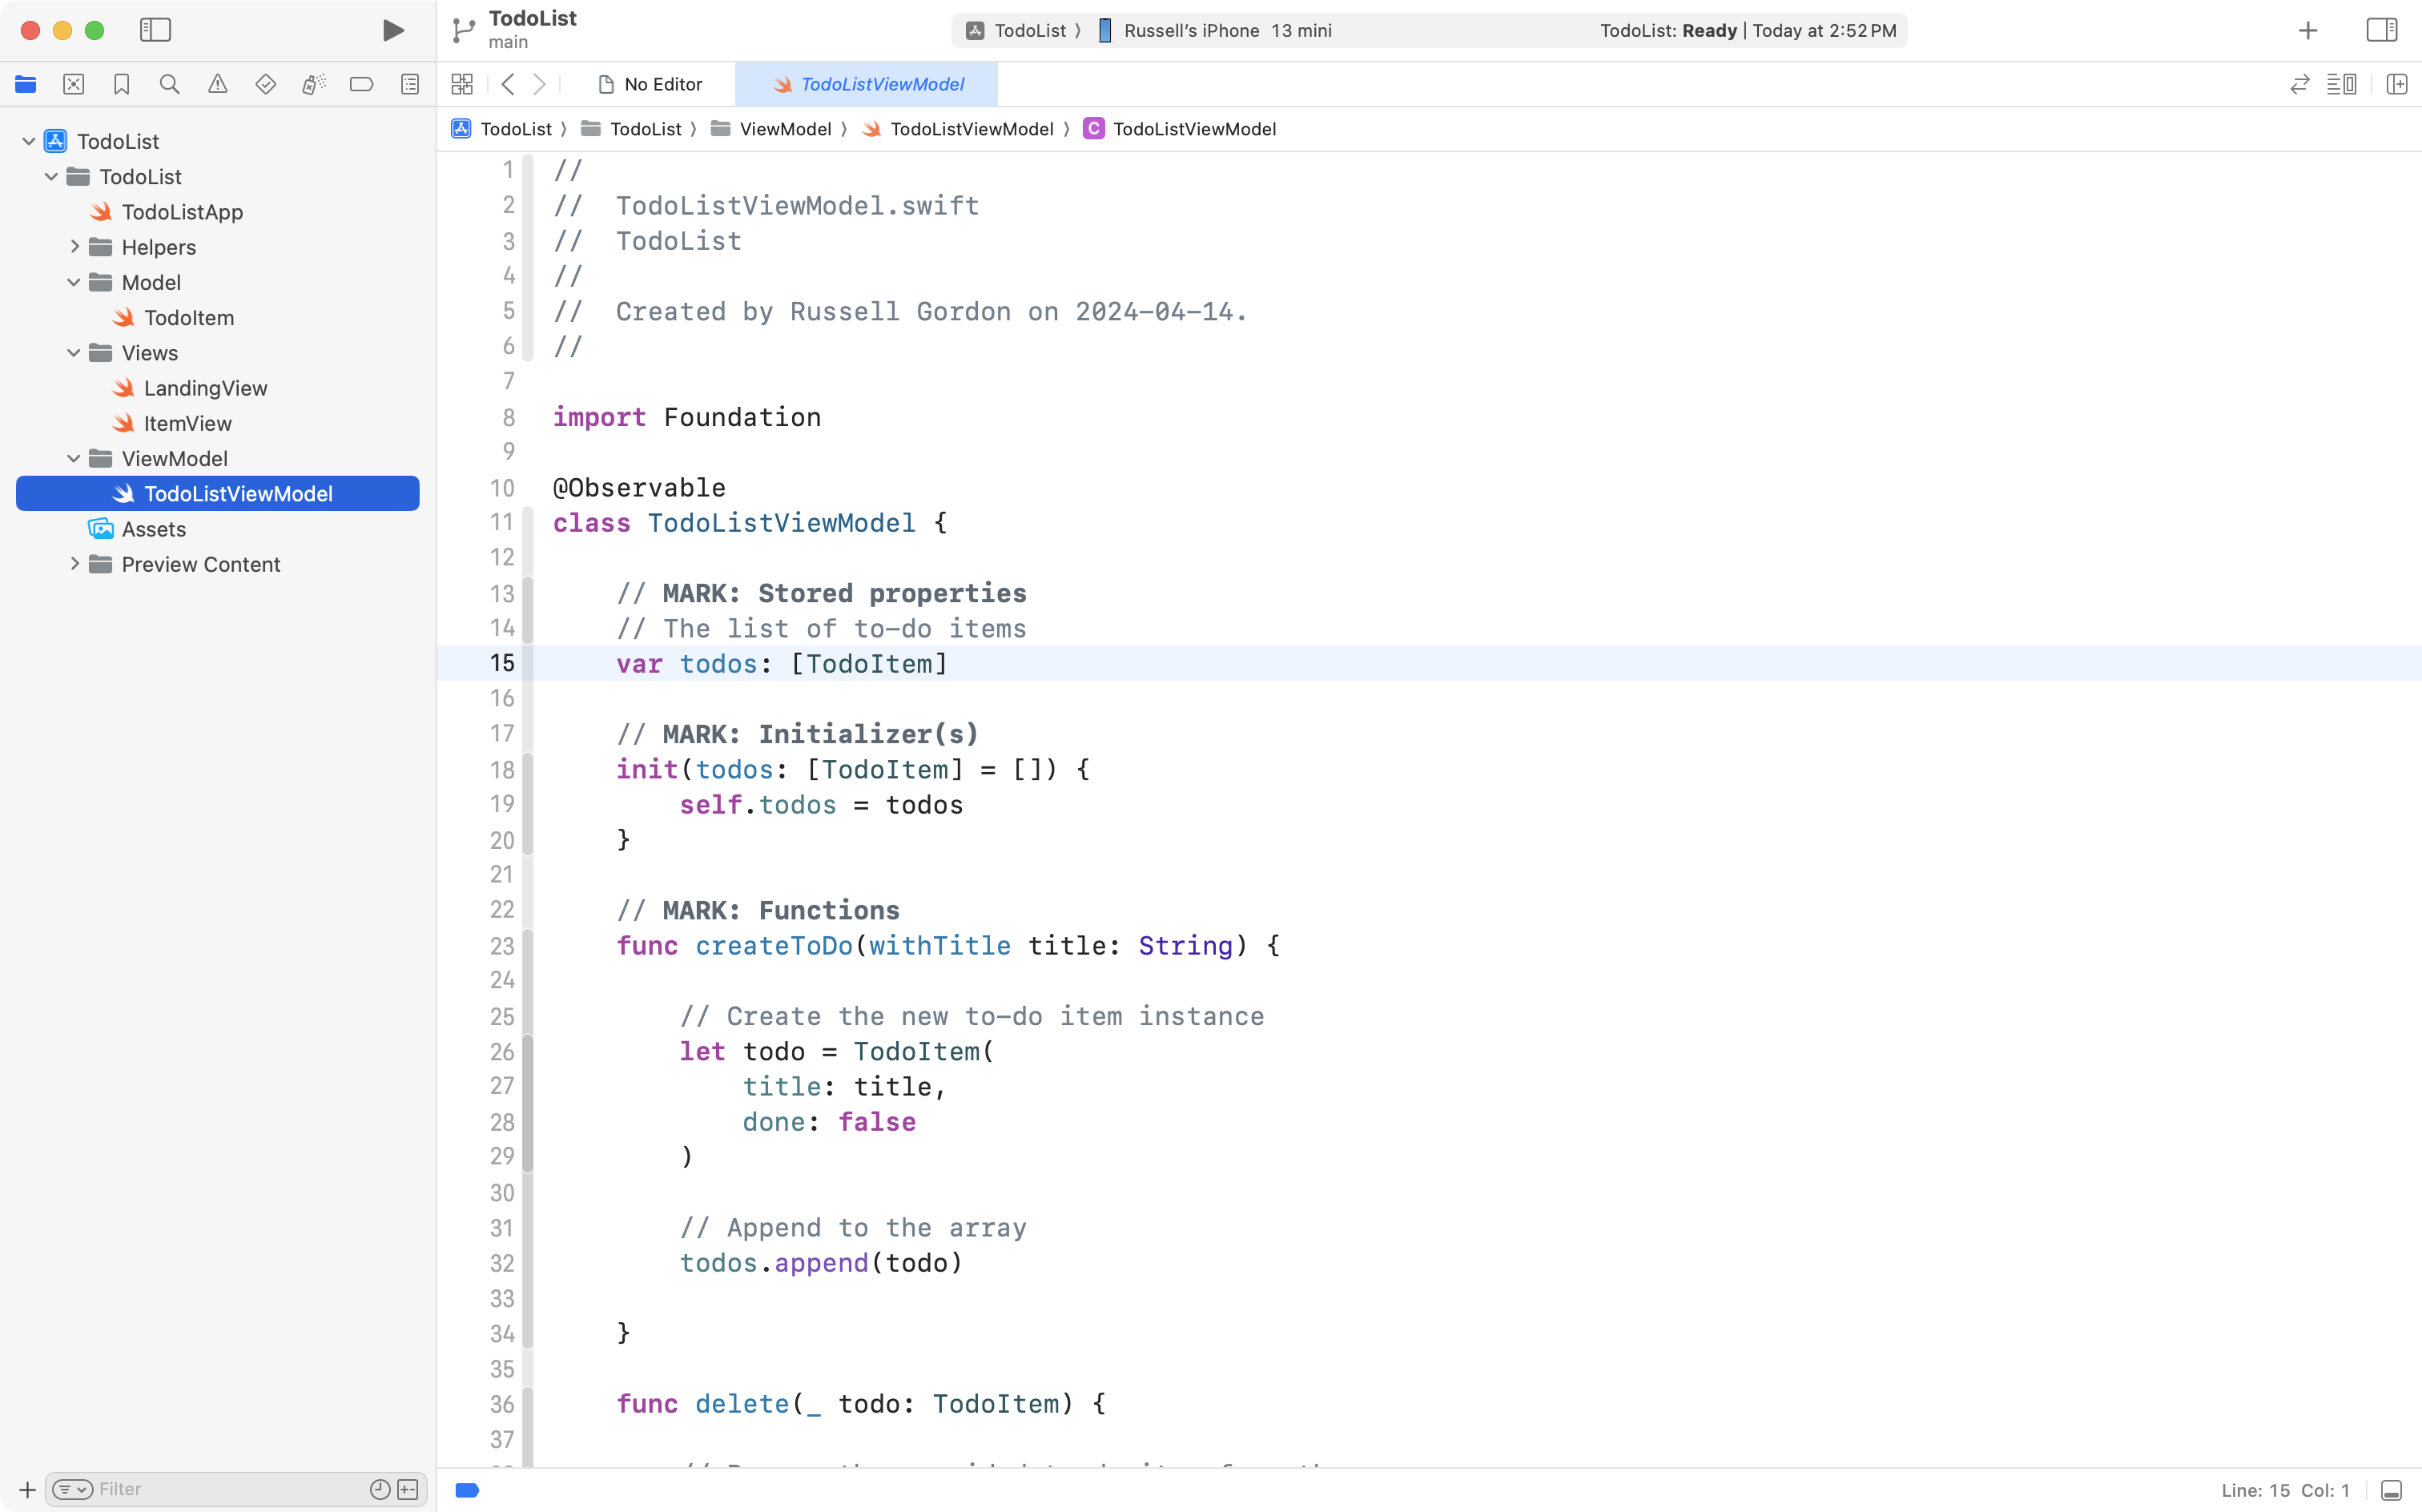 TodoList
main
TodoList 〉 Russell’s iPhone 13 mini
TodoList: Ready | Today at 2:52 PM
No Editor
TodoListViewModel
TodoList 〉 TodoList 〉 ViewModel 〉 TodoListViewModel 〉 C TodoListViewModel
TodoList
TodoList
TodoListApp
Helpers
Model
TodoItem
Views
LandingView
ItemView
ViewModel
TodoListViewModel
Assets
Preview Content
Filter
1 //
2 //  TodoListViewModel.swift
3 //  TodoList
4 //
5 //  Created by Russell Gordon on 2024-04-14.
6 //
7
8 import Foundation
9
10 @Observable
11 class TodoListViewModel {
12
13     // MARK: Stored properties
14     // The list of to-do items
15     var todos: [TodoItem]
16
17     // MARK: Initializer(s)
18     init(todos: [TodoItem] = []) {
19         self.todos = todos
20     }
21
22     // MARK: Functions
23     func createToDo(withTitle title: String) {
24
25         // Create the new to-do item instance
26         let todo = TodoItem(
27             title: title,
28             done: false
29         )
30
31         // Append to the array
32         todos.append(todo)
33
34     }
35
36     func delete(_ todo: TodoItem) {
37
Line: 15  Col: 1